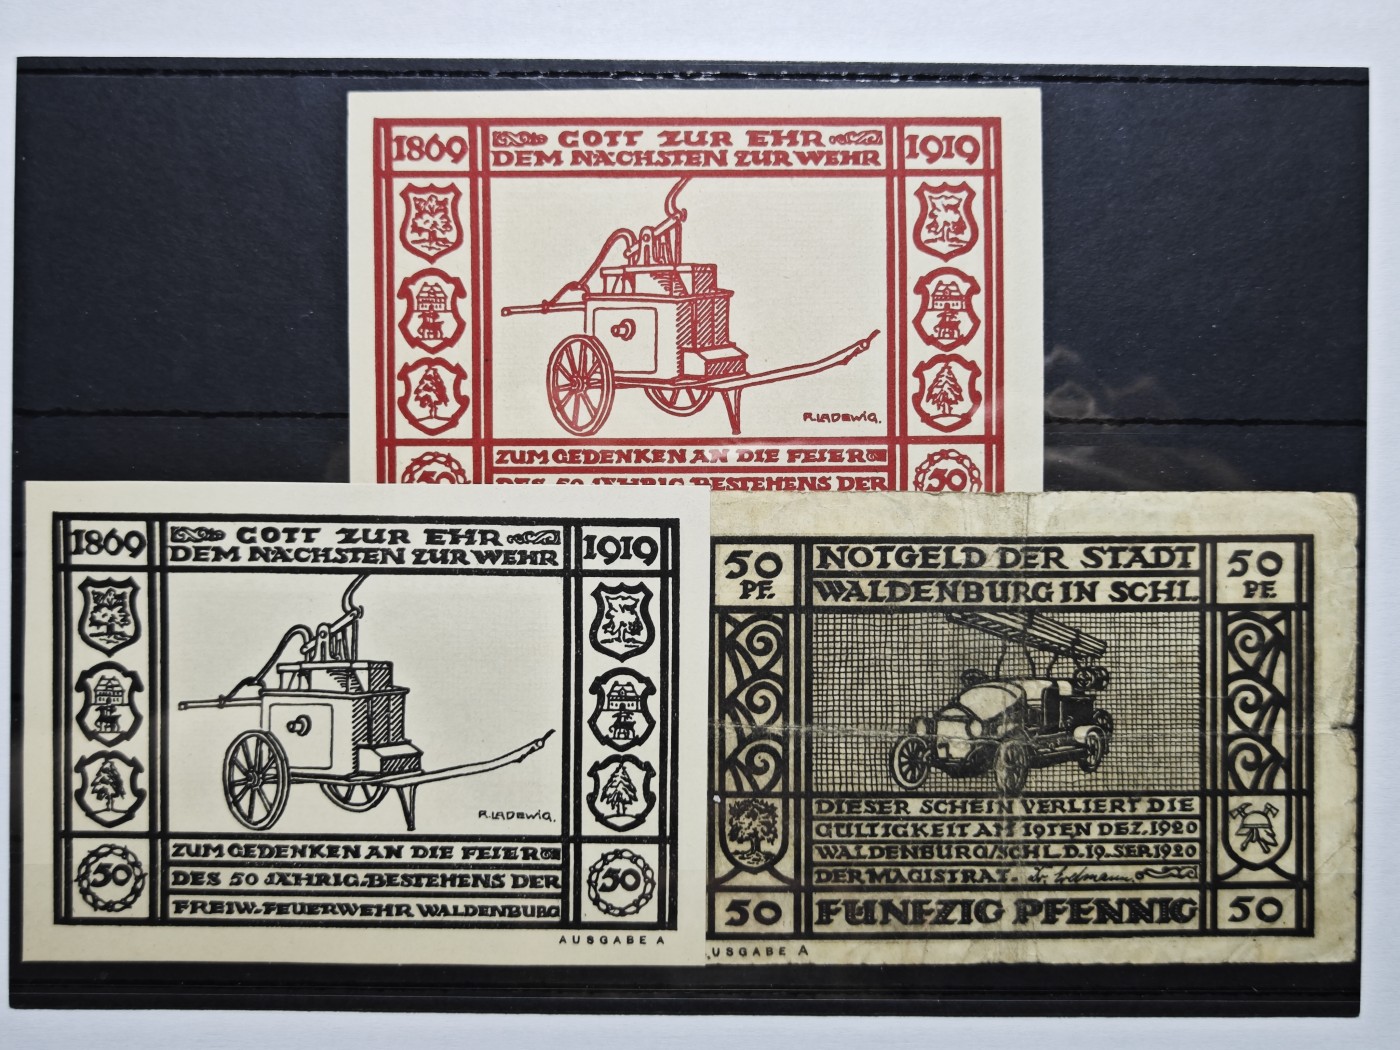 1869 GOTT ZUR EHR 1919
DEM NÄCHSTEN ZUR WEHR
R. LADEWIG.
ZUM GEDENKEN AN DIE FEIER
50 DES 50 JÄHRIG. BESTEHENS DER 50
1869 GOTT ZUR EHR 1919
DEM NÄCHSTEN ZUR WEHR
R. LADEWIG.
ZUM GEDENKEN AN DIE FEIER
50 DES 50 JÄHRIG. BESTEHENS DER 50
FREIW. FEUERWEHR WALDENBURG
AUSGABE A
50 PF. NOTGELD DER STADT 50 PF.
WALDENBURG IN SCHL.
DIESER SCHEIN VERLIERT DIE
GÜLTIGKEIT AM 19TEN DEZ. 1920
WALDENBURG/SCHL. D. 19. SEP. 1920
DER MAGISTRAT. Dr. Erdmann
50 FÜNFZIG PFENNIG 50
USGABE A